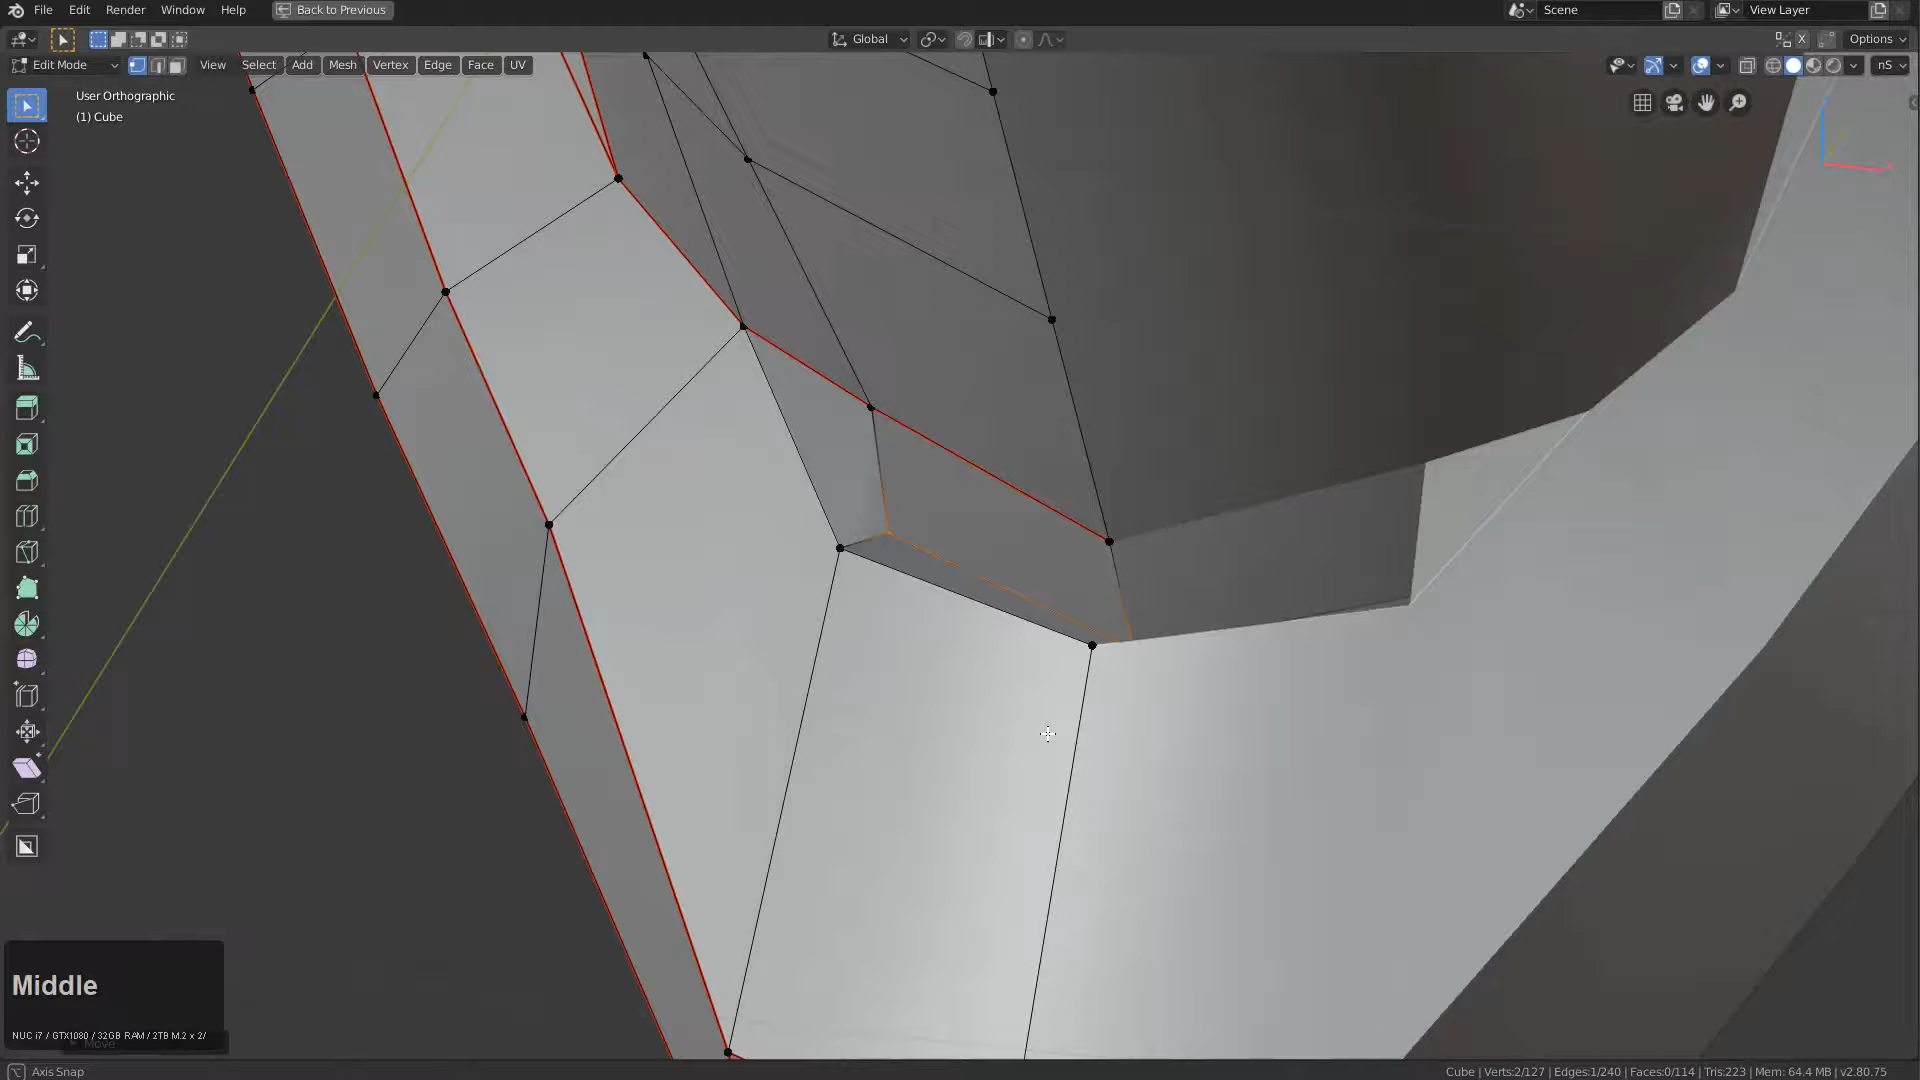 File Edit Render Window Help Back to Previous Scene View Layer
Global X Options
Edit Mode View Select Add Mesh Vertex Edge Face UV nS
User Orthographic
(1) Cube
Middle
NUC i7 / GTX1080 / 32GB RAM / 2TB M.2 x 2/
Move
Axis Snap Cube | Verts:2/127 | Edges:1/240 | Faces:0/114 | Tris:223 | Mem: 64.4 MB | v2.80.75